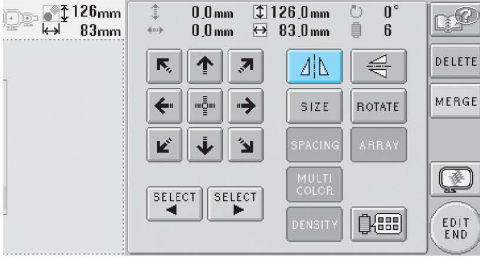 126mm
83mm
0.0mm 126.0mm 0°
0.0mm 83.0mm 6
DELETE
SIZE ROTATE MERGE
SPACING ARRAY
MULTI
COLOR
SELECT SELECT
DENSITY
EDIT
END